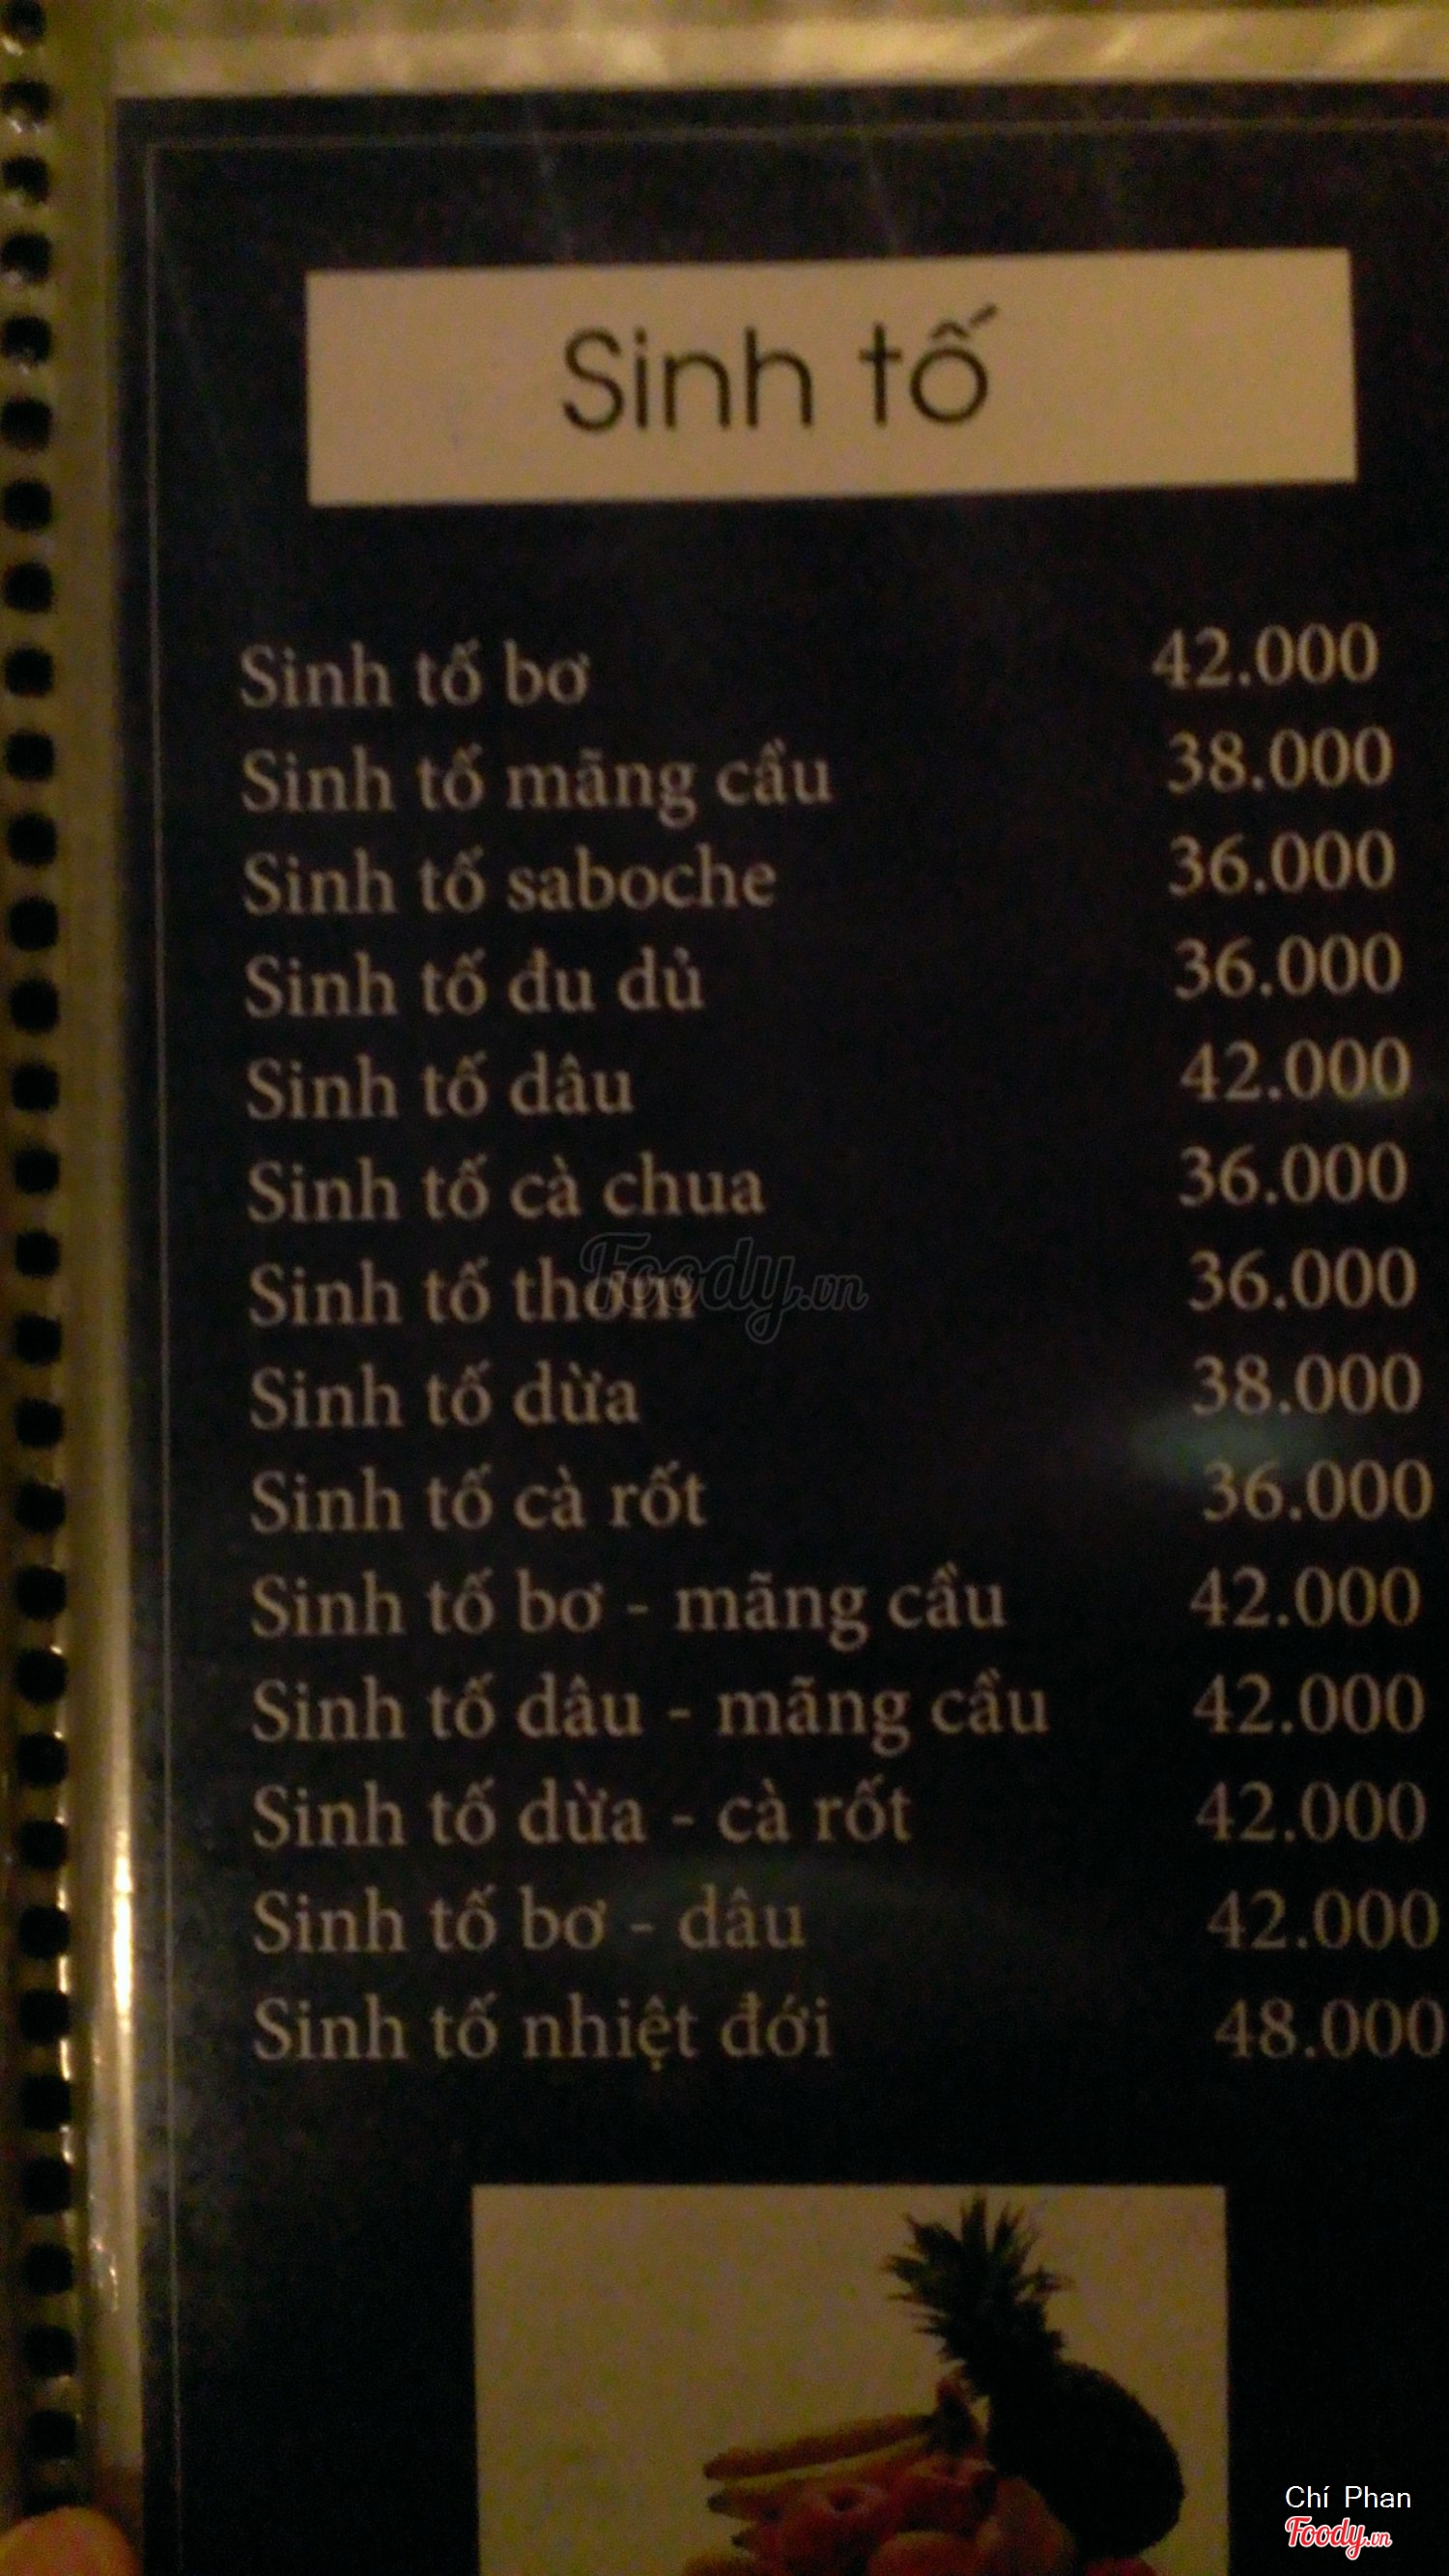 Sinh tố
Sinh tố bơ 42.000
Sinh tố mãng cầu 38.000
Sinh tố saboche 36.000
Sinh tố đu dủ 36.000
Sinh tố dâu 42.000
Sinh tố cà chua 36.000
Sinh tố thơm 36.000
Foody.vn
Sinh tố dừa 38.000
Sinh tố cà rốt 36.000
Sinh tố bơ - mãng cầu 42.000
Sinh tố dâu - mãng cầu 42.000
Sinh tố dừa - cà rốt 42.000
Sinh tố bơ - dâu 42.000
Sinh tố nhiệt đới 48.000
Chí Phan
Foody.vn